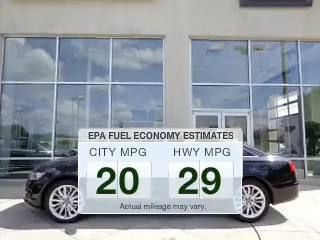 EPA FUEL ECONOMY ESTIMATES
CITY MPG HWY MPG
20 29
Actual mileage may vary.